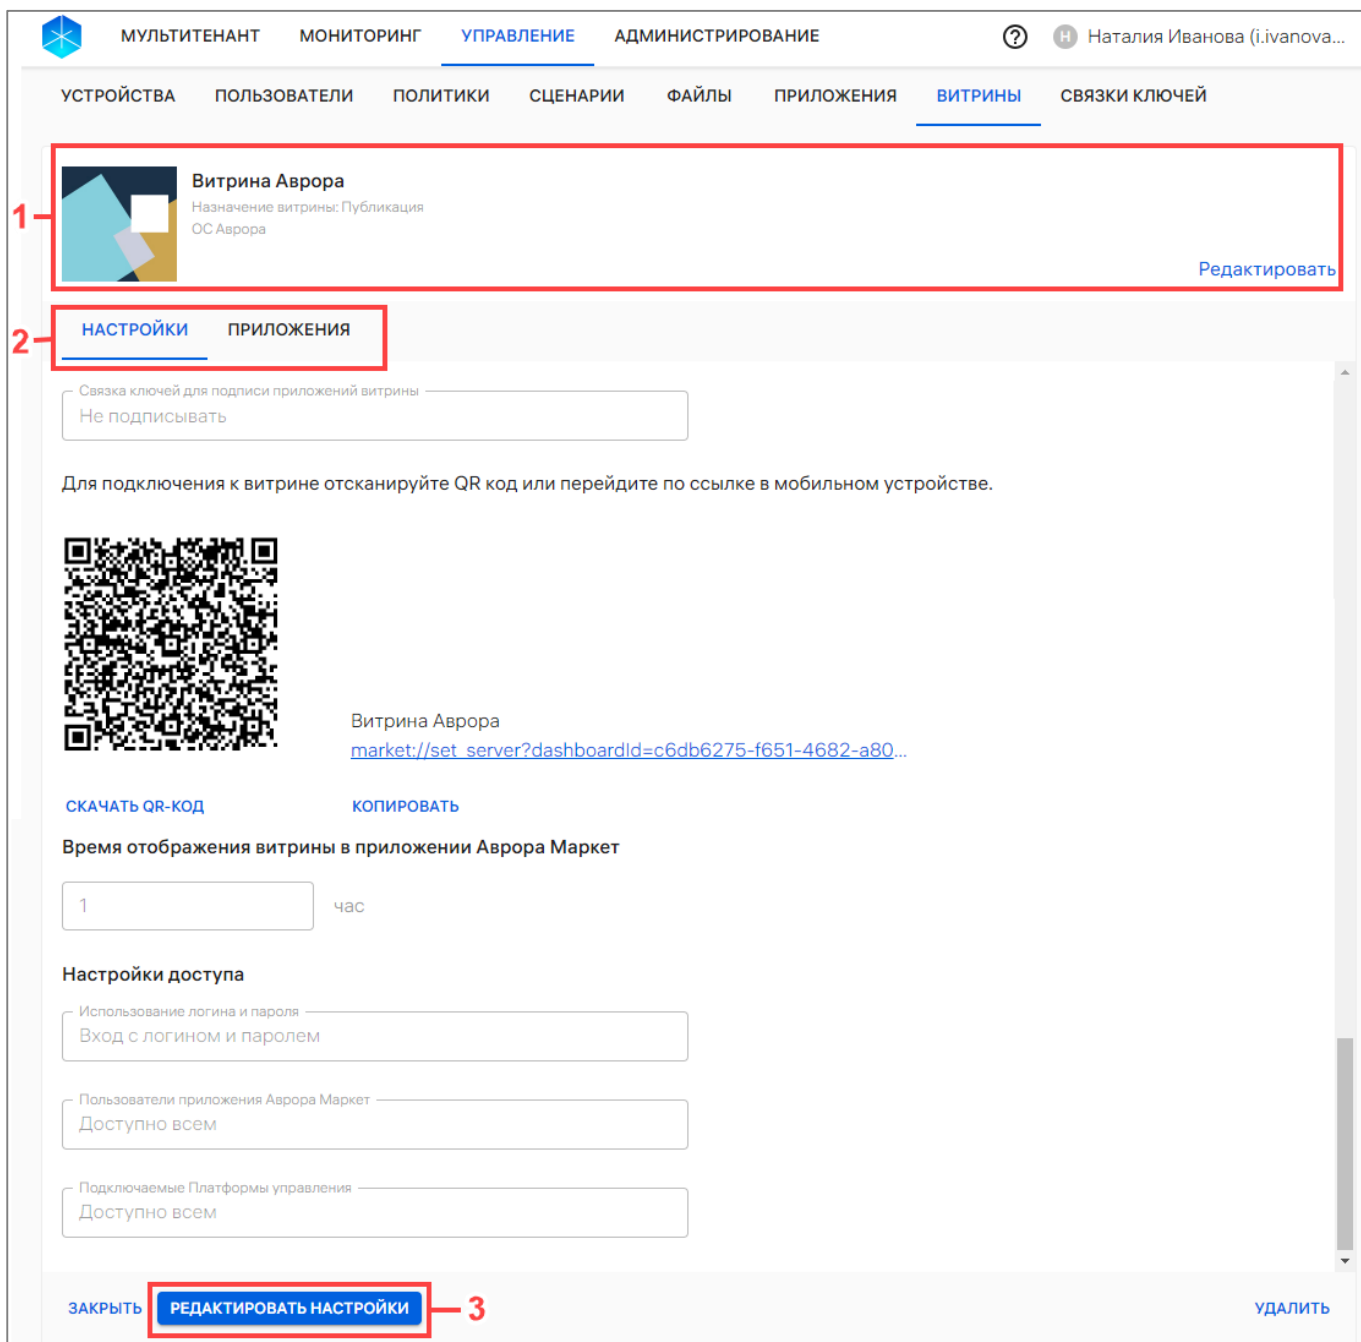 МУЛЬТИТЕНАНТ МОНИТОРИНГ УПРАВЛЕНИЕ АДМИНИСТРИРОВАНИЕ ? Н Наталия Иванова (i.ivanova...
УСТРОЙСТВА ПОЛЬЗОВАТЕЛИ ПОЛИТИКИ СЦЕНАРИИ ФАЙЛЫ ПРИЛОЖЕНИЯ ВИТРИНЫ СВЯЗКИ КЛЮЧЕЙ
Витрина Аврора
Назначение витрины: Публикация
1
ОС Аврора
Редактировать
НАСТРОЙКИ ПРИЛОЖЕНИЯ
2
Связка ключей для подписи приложений витрины
Не подписывать
Для подключения к витрине отсканируйте QR код или перейдите по ссылке в мобильном устройстве.
Витрина Аврора
market://set_server?dashboardId=c6db6275-f651-4682-a80...
СКАЧАТЬ QR-КОД КОПИРОВАТЬ
Время отображения витрины в приложении Аврора Маркет
1 час
Настройки доступа
Использование логина и пароля
Вход с логином и паролем
Пользователи приложения Аврора Маркет
Доступно всем
Подключаемые Платформы управления
Доступно всем
ЗАКРЫТЬ РЕДАКТИРОВАТЬ НАСТРОЙКИ 3 УДАЛИТЬ